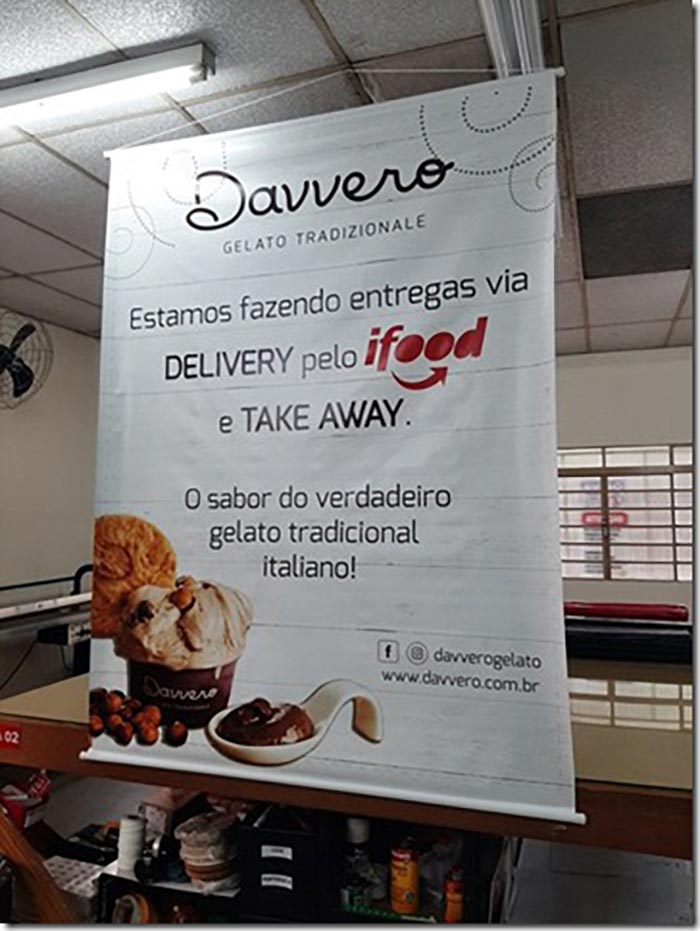 Davvero
GELATO TRADIZIONALE
Estamos fazendo entregas via
DELIVERY pelo ifood
e TAKE AWAY.
O sabor do verdadeiro
gelato tradicional
italiano!
Davvero
davverogelato
www.davvero.com.br
02